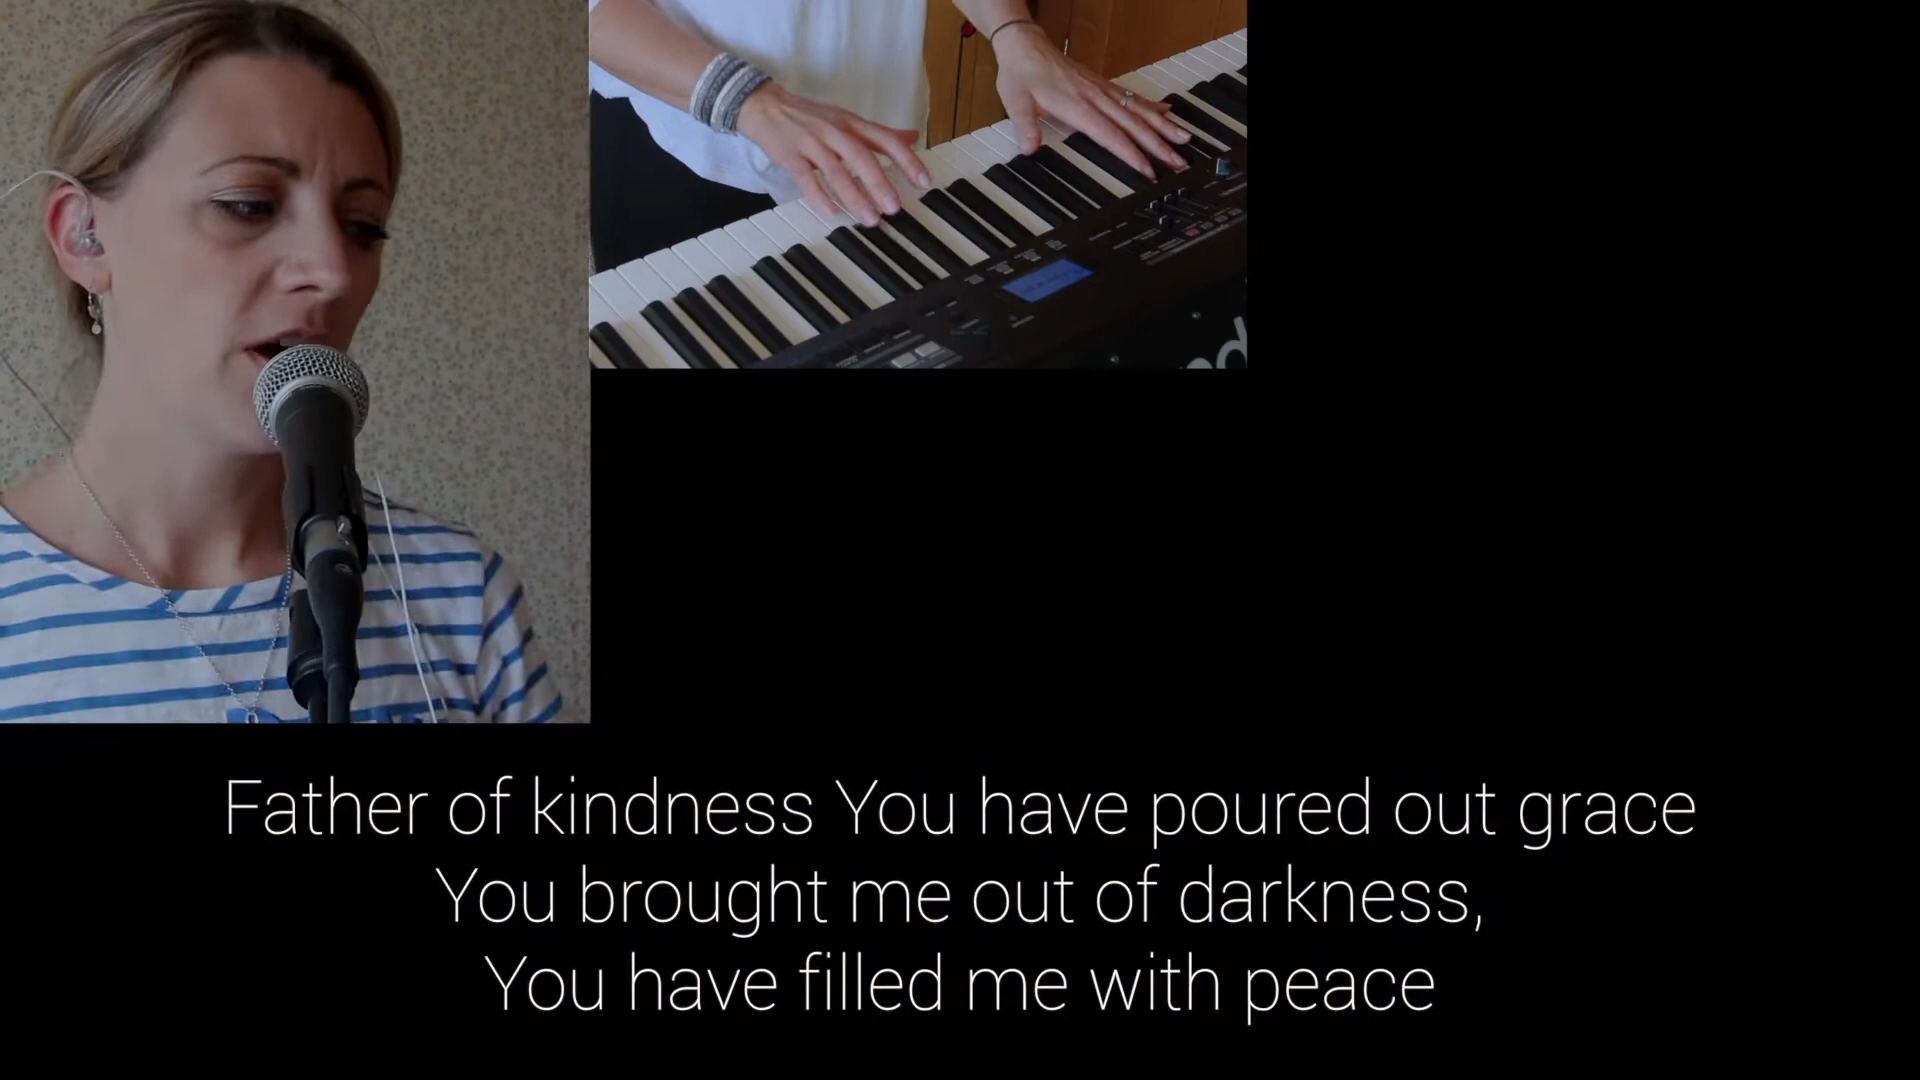 Father of kindness You have poured out grace
You brought me out of darkness,
You have filled me with peace